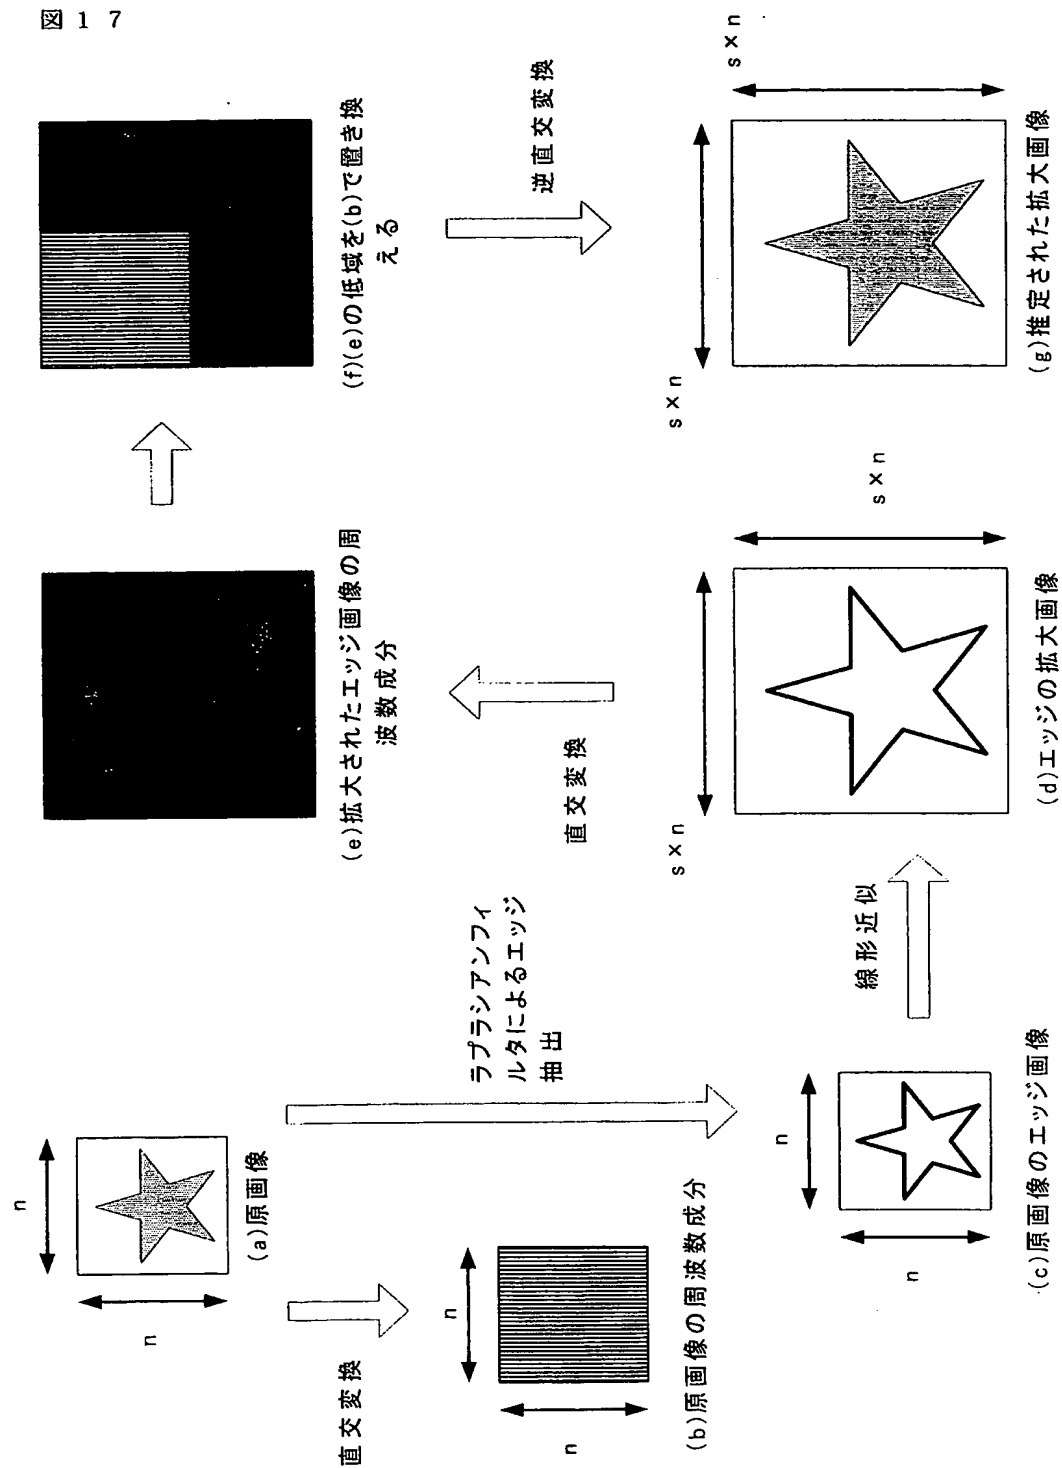 図１７
n
n
(a)原画像
直交変換
n
n
(b)原画像の周波数成分
ラプラシアンフィ
ルタによるエッジ
抽出
n
n
(c)原画像のエッジ画像
線形近似
s×n
s×n
(d)エッジの拡大画像
直交変換
(e)拡大されたエッジ画像の周
波数成分
(f)(e)の低域を(b)で置き換
える
逆直交変換
s×n
s×n
(g)推定された拡大画像